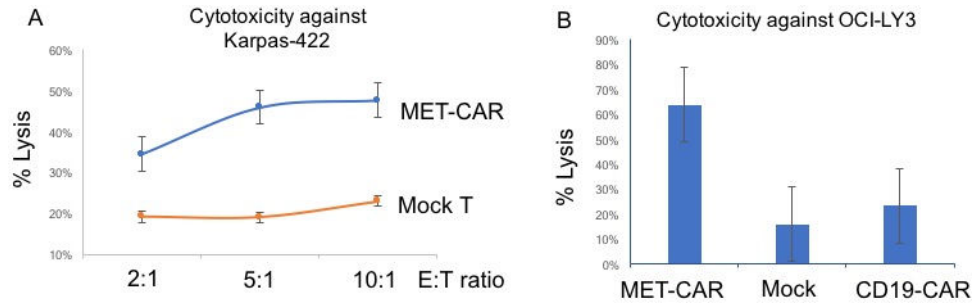 A
Cytotoxicity against
Karpas-422
60%
50%
40%
30%
20%
10%
% Lysis
MET-CAR
Mock T
2:1 5:1 10:1 E:T ratio
B
Cytotoxicity against OCI-LY3
90%
80%
70%
60%
50%
40%
30%
20%
10%
0%
% Lysis
MET-CAR Mock CD19-CAR